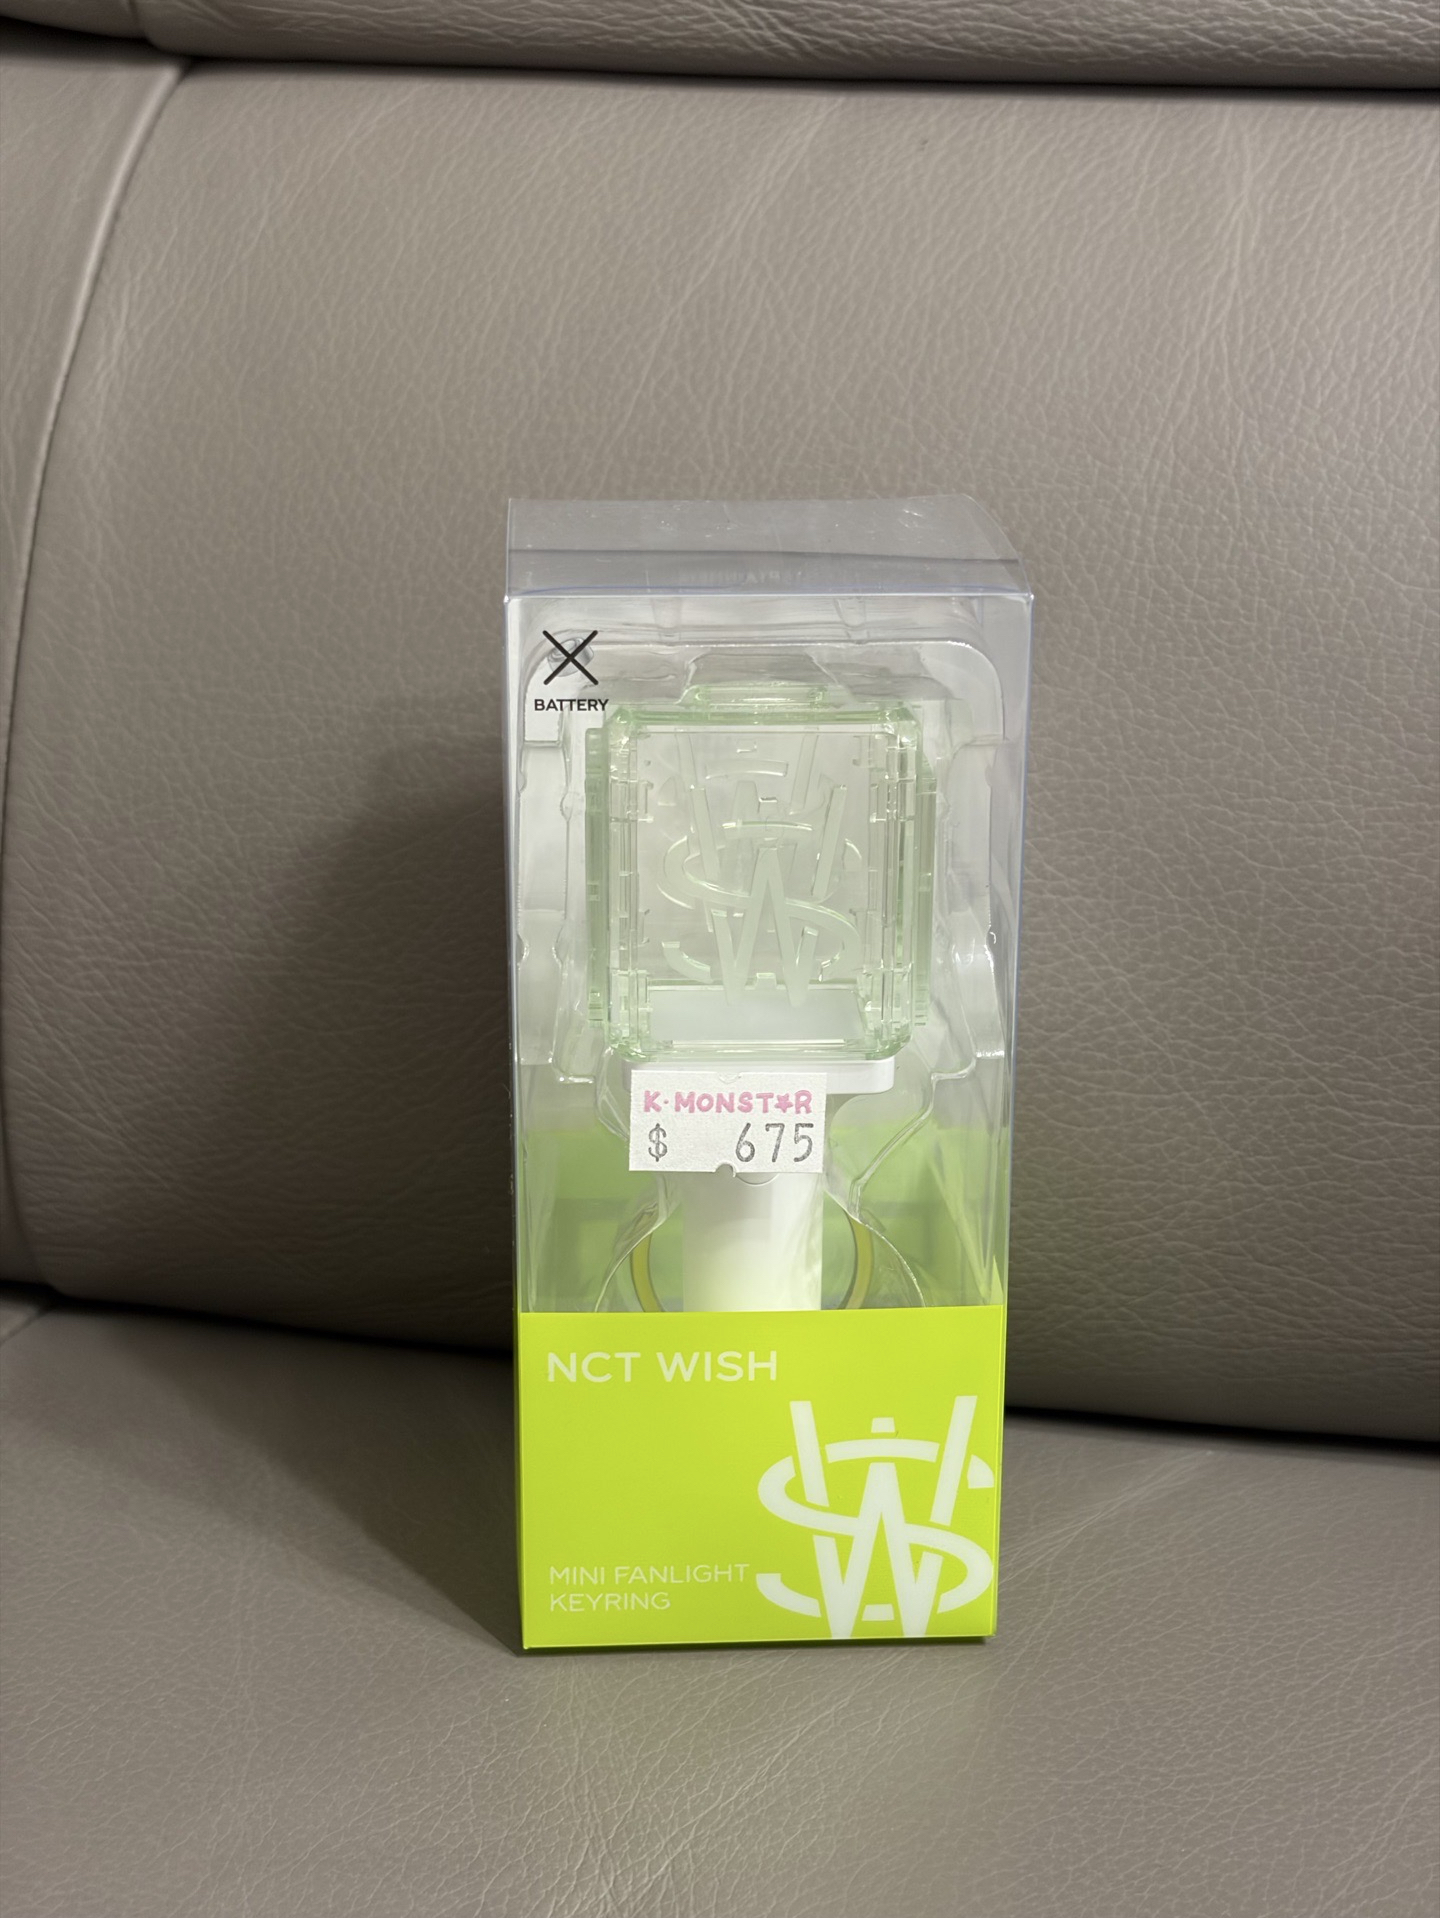 BATTERY
K·MONST★R
$ 675
NCT WISH
MINI FANLIGHT
KEYRING